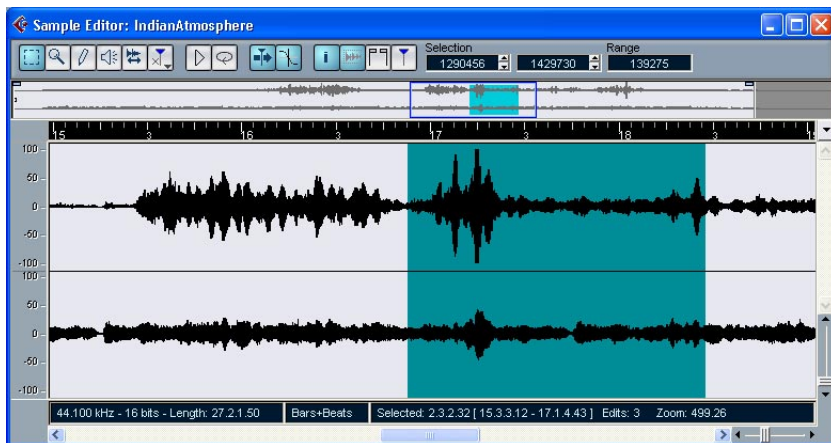 Sample Editor: IndianAtmosphere
Selection Range
1290456 1429730 139275
15 3 16 3 17 3 18 3
100
50
0
-50
-100
100
50
0
-50
-100
44.100 kHz - 16 bits - Length: 27.2.1.50 Bars+Beats Selected: 2.3.2.32 [ 15.3.3.12 - 17.1.4.43 ] Edits: 3 Zoom: 499.26